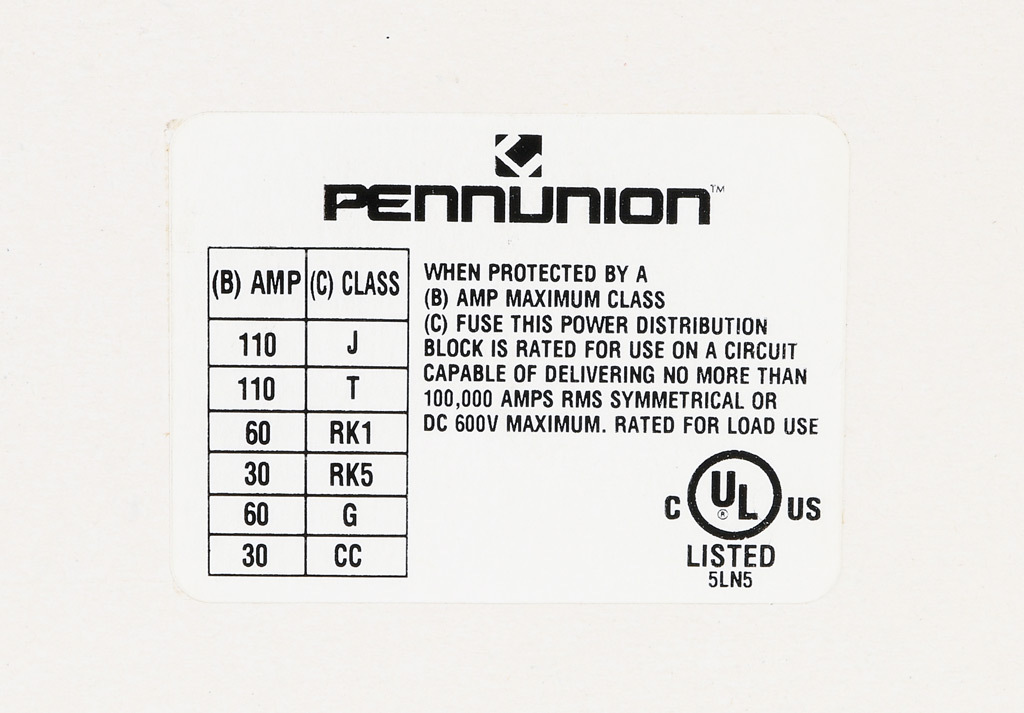 PENNUNION™
(B) AMP (C) CLASS
110 J
110 T
60 RK1
30 RK5
60 G
30 CC
WHEN PROTECTED BY A
(B) AMP MAXIMUM CLASS
(C) FUSE THIS POWER DISTRIBUTION
BLOCK IS RATED FOR USE ON A CIRCUIT
CAPABLE OF DELIVERING NO MORE THAN
100,000 AMPS RMS SYMMETRICAL OR
DC 600V MAXIMUM. RATED FOR LOAD USE
C UL® US
LISTED
5LN5